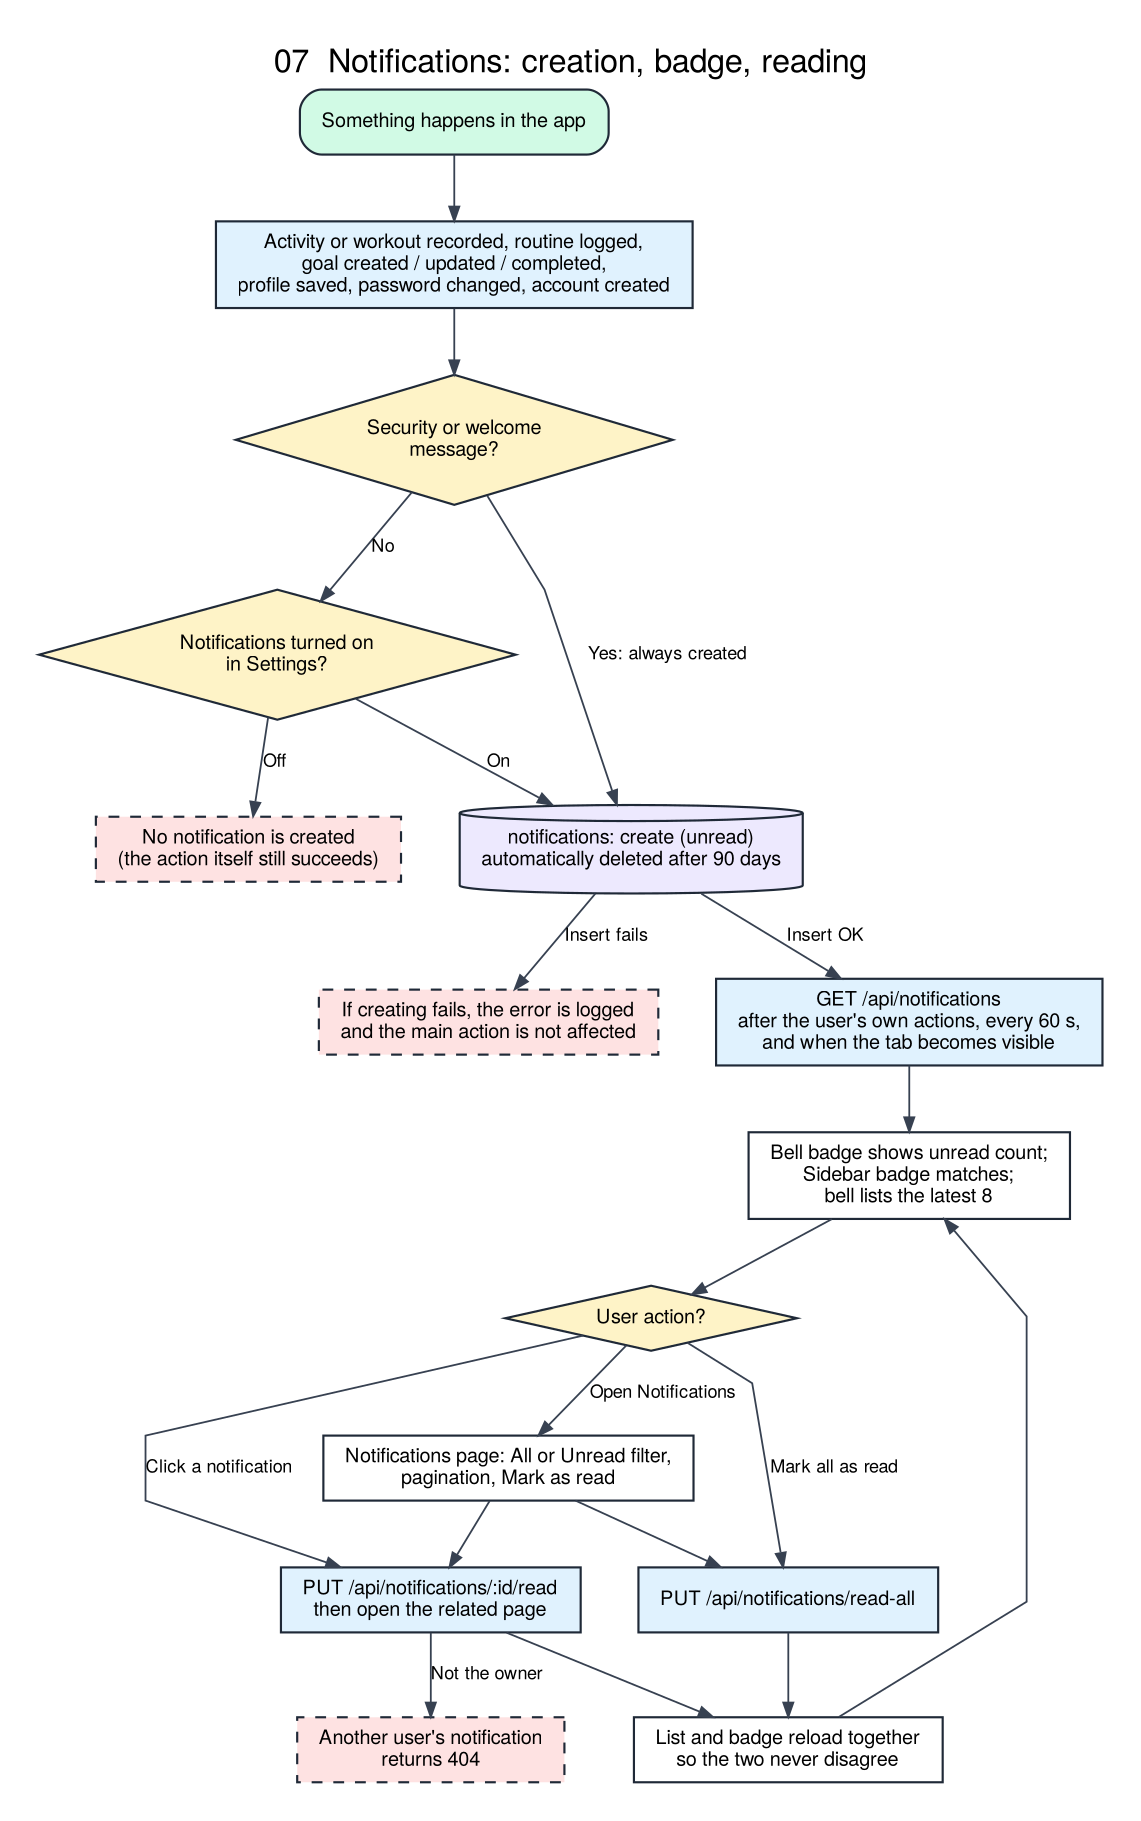 07  Notifications: creation, badge, reading
Something happens in the app
Activity or workout recorded, routine logged,
goal created / updated / completed,
profile saved, password changed, account created
Security or welcome
message?
No
Yes: always created
Notifications turned on
in Settings?
Off
On
No notification is created
(the action itself still succeeds)
notifications: create (unread)
automatically deleted after 90 days
Insert fails
Insert OK
If creating fails, the error is logged
and the main action is not affected
GET /api/notifications
after the user's own actions, every 60 s,
and when the tab becomes visible
Bell badge shows unread count;
Sidebar badge matches;
bell lists the latest 8
User action?
Open Notifications
Click a notification
Mark all as read
Notifications page: All or Unread filter,
pagination, Mark as read
PUT /api/notifications/:id/read
then open the related page
PUT /api/notifications/read-all
Not the owner
Another user's notification
returns 404
List and badge reload together
so the two never disagree